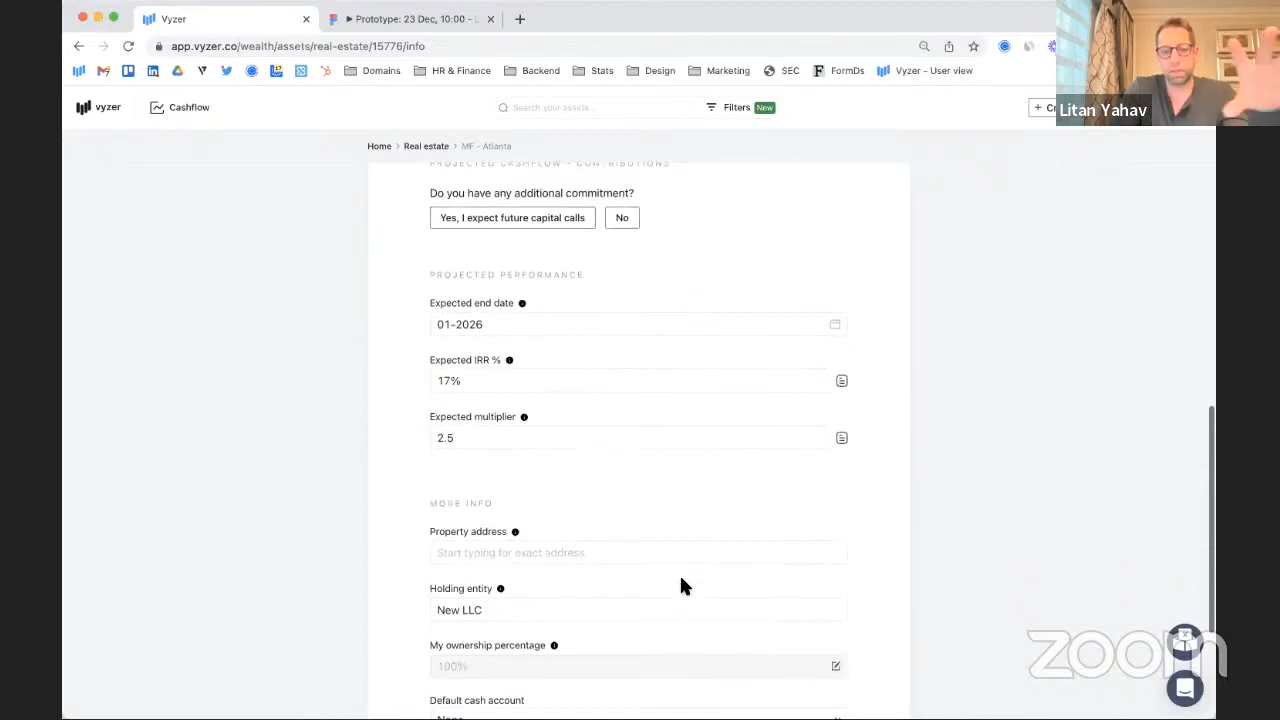 Vyzer
Prototype: 23 Dec, 10:00 -
app.vyzer.co/wealth/assets/real-estate/15776/info
Domains
HR & Finance
Backend
Stats
Design
Marketing
SEC
FormDs
Vyzer - User view
vyzer
Cashflow
Search your assets...
Filters
New
Litan Yahav
Home > Real estate > MF - Atlanta
PROJECTED CASHFLOW - CONTRIBUTIONS
Do you have any additional commitment?
Yes, I expect future capital calls
No
PROJECTED PERFORMANCE
Expected end date
01-2026
Expected IRR %
17%
Expected multiplier
2.5
MORE INFO
Property address
Start typing for exact address
Holding entity
New LLC
My ownership percentage
100%
Default cash account
None
zoom